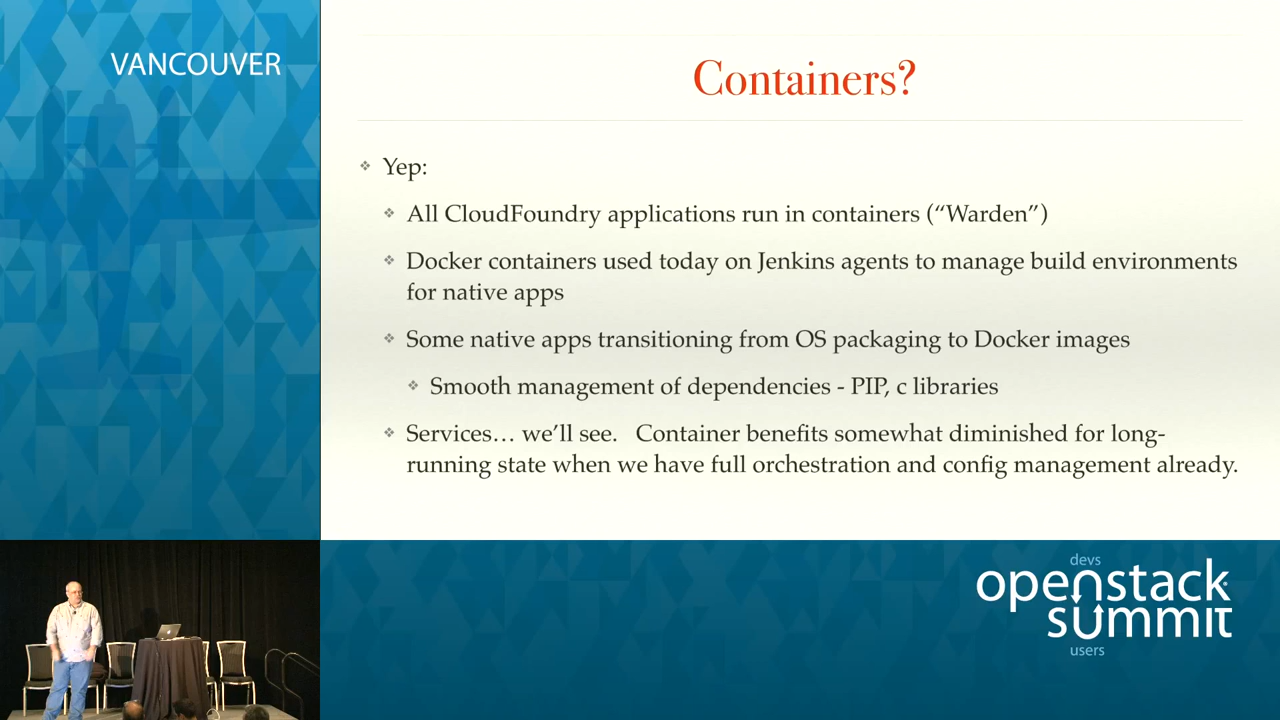 VANCOUVER
Containers?
Yep:
All CloudFoundry applications run in containers (“Warden”)
Docker containers used today on Jenkins agents to manage build environments
for native apps
Some native apps transitioning from OS packaging to Docker images
Smooth management of dependencies - PIP, c libraries
Services… we’ll see.   Container benefits somewhat diminished for long-
running state when we have full orchestration and config management already.
devs
openstack
summit
users